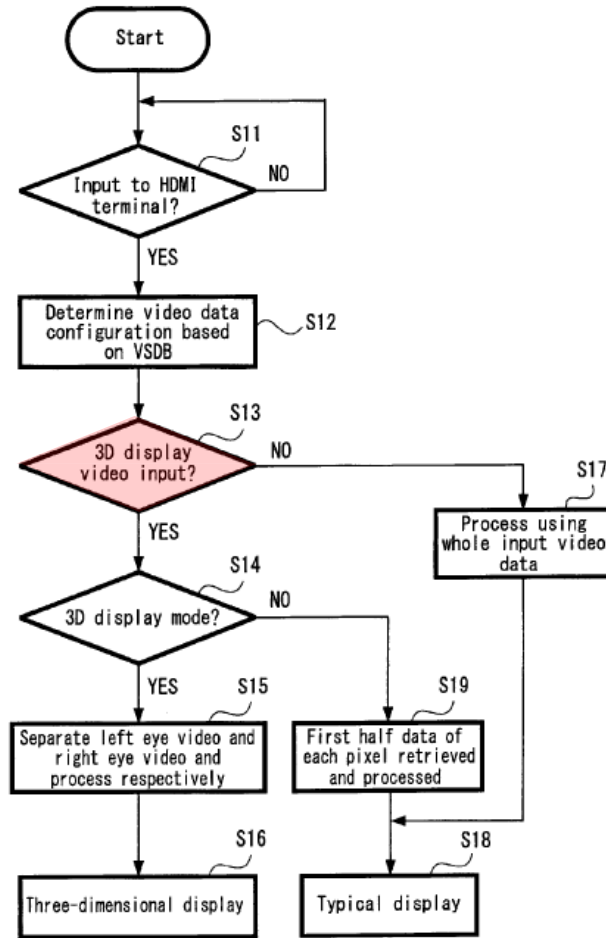 Start
S11
Input to HDMI
terminal?
NO
YES
Determine video data
configuration based
on VSDB
S12
S13
3D display
video input?
NO
YES
S17
Process using
whole input video
data
S14
3D display mode?
NO
YES
S15
Separate left eye video and
right eye video and
process respectively
S19
First half data of
each pixel retrieved
and processed
S16
Three-dimensional display
S18
Typical display